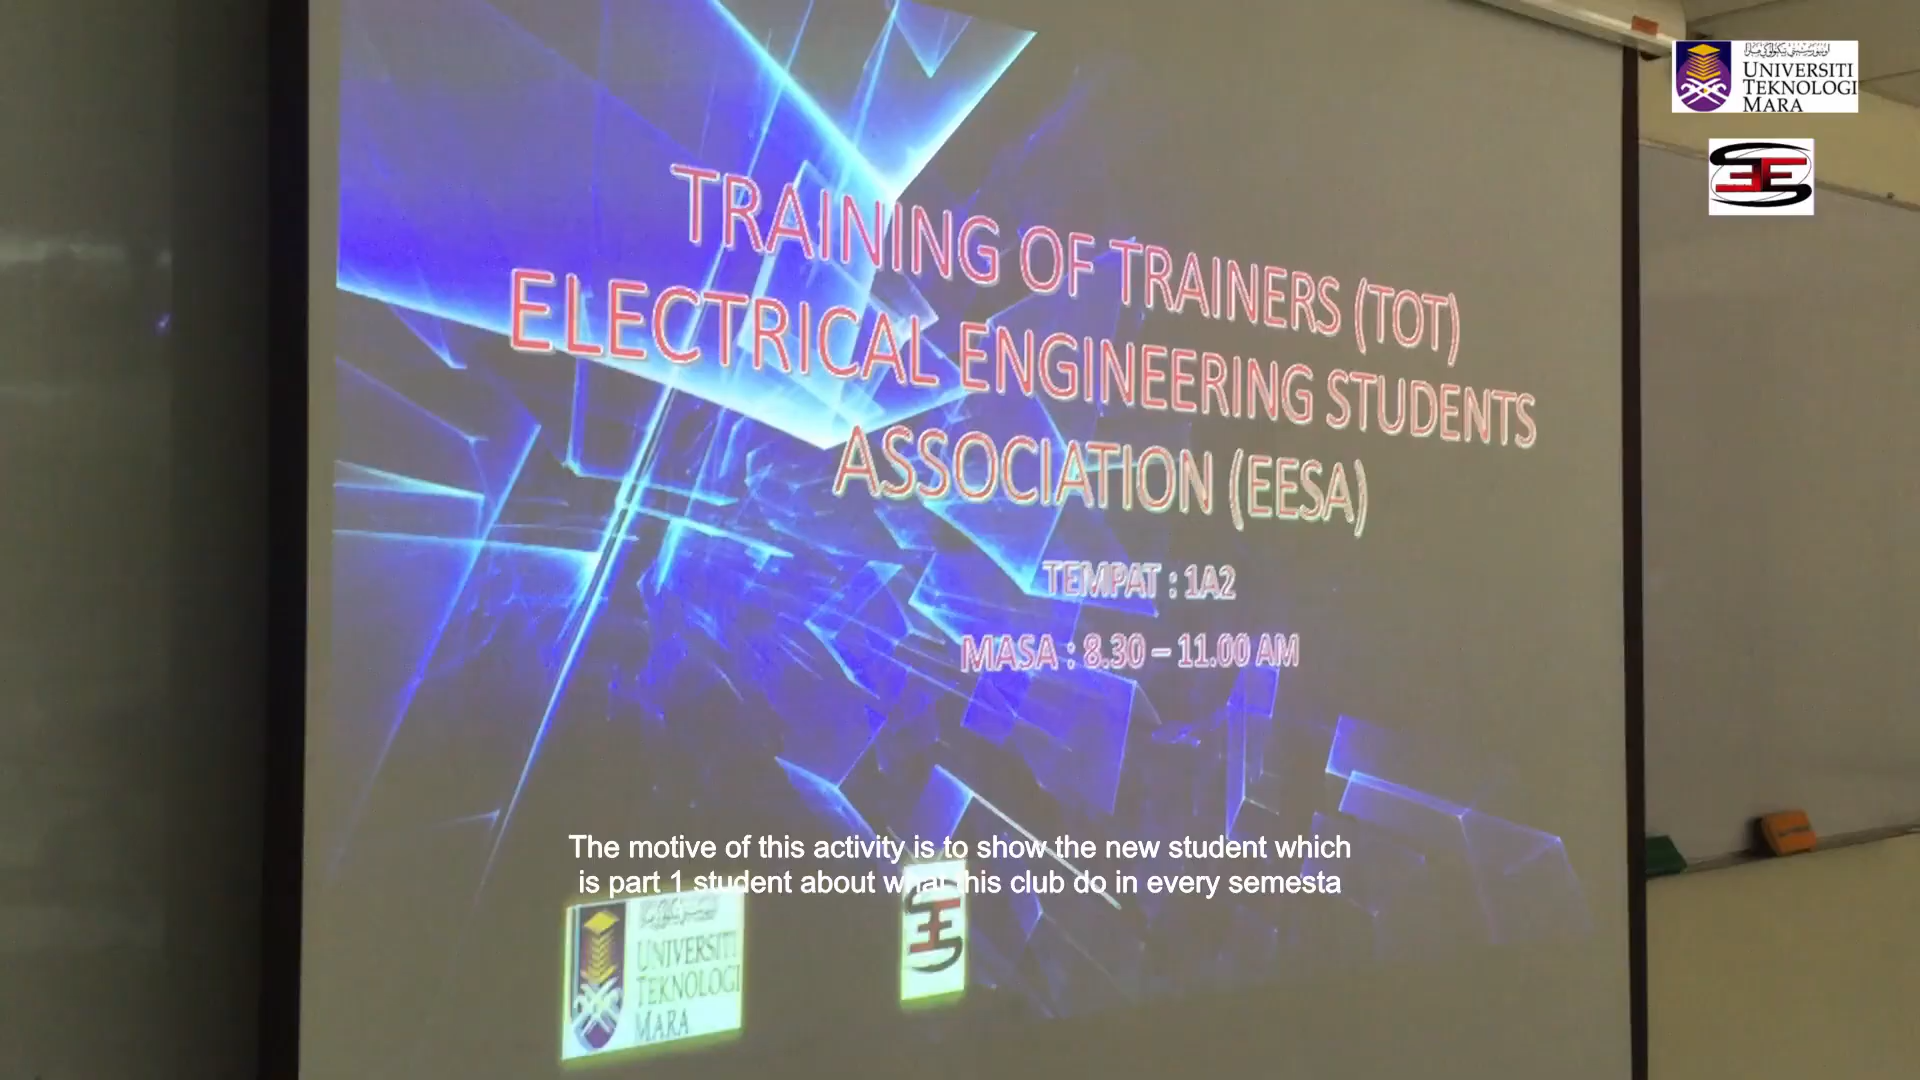 UNIVERSITI
TEKNOLOGI
MARA
TRAINING OF TRAINERS (TOT)
ELECTRICAL ENGINEERING STUDENTS
ASSOCIATION (EESA)
TEMPAT : 1A2
MASA : 8.30 – 11.00 AM
The motive of this activity is to show the new student which
is part 1 student about what this club do in every semesta
UNIVERSITI
TEKNOLOGI
MARA